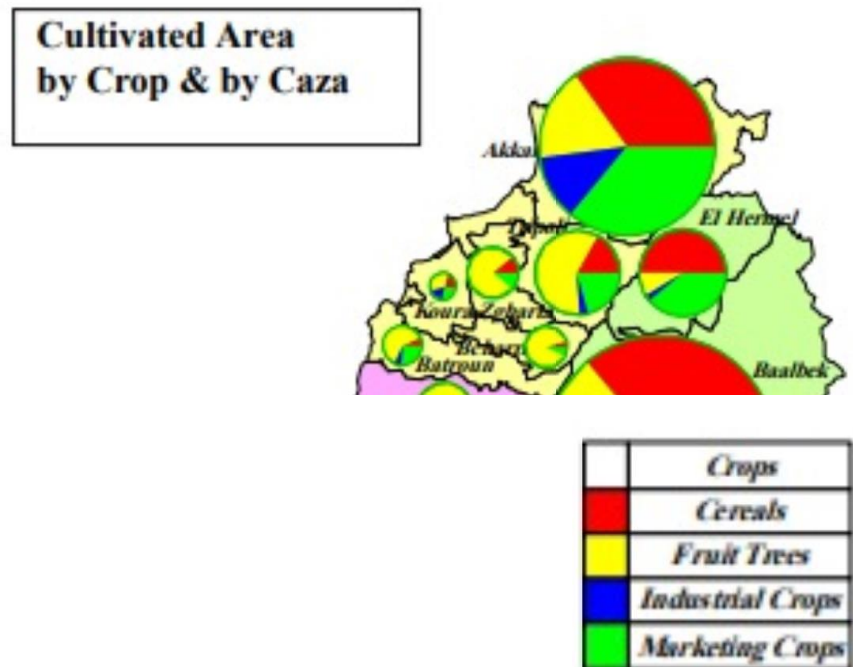 Cultivated Area
by Crop & by Caza
El Hermel
Koura
Batroun
Baalbek
Crops
Cereals
Fruit Trees
Industrial Crops
Marketing Crops